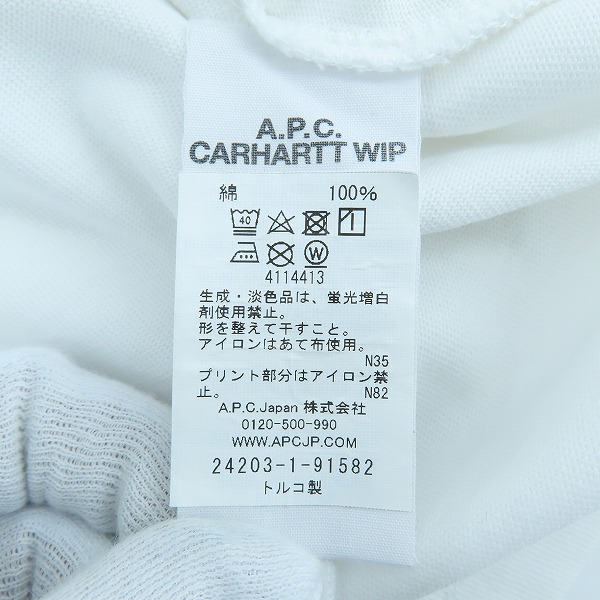 A.P.C.
CARHARTT WIP
綿 100%
40
W
4114413
生成・淡色品は、蛍光増白
剤使用禁止。
形を整えて干すこと。
アイロンはあて布使用。
N35
プリント部分はアイロン禁
止。 N82
A.P.C.Japan 株式会社
0120-500-990
WWW.APCJP.COM
24203-1-91582
トルコ製